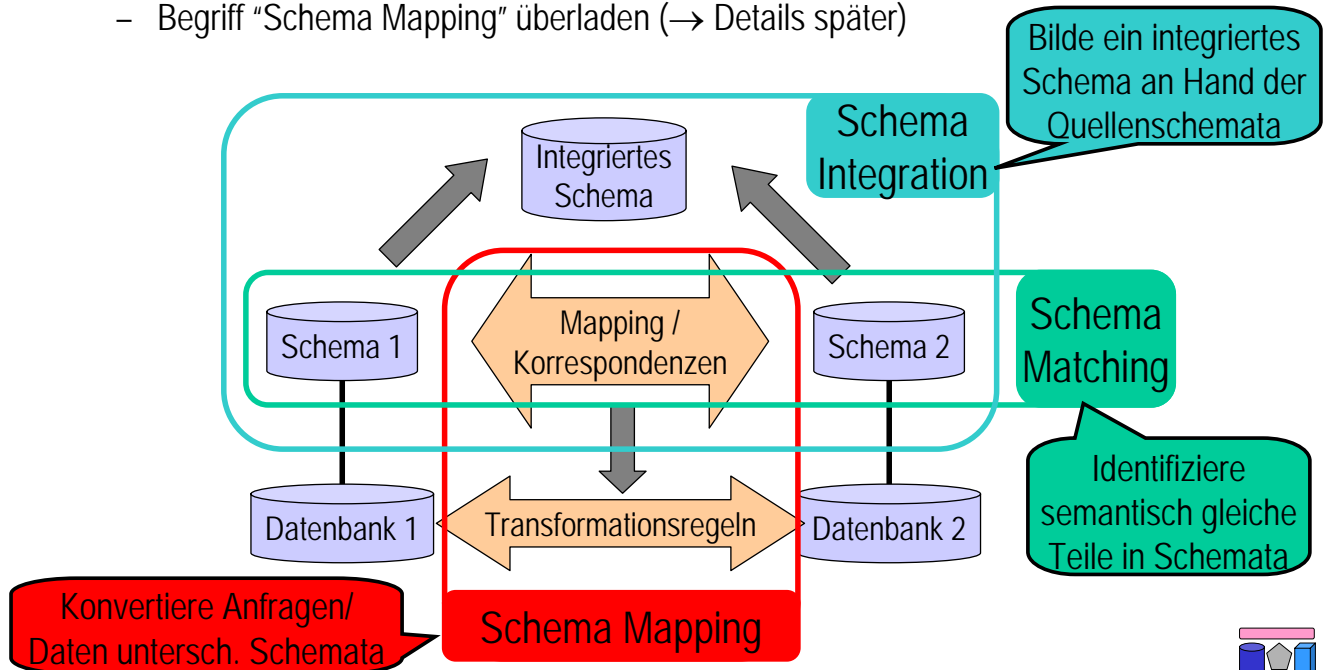 – Begriff "Schema Mapping" überladen (→ Details später)
Bilde ein integriertes
Schema an Hand der
Quellenschemata
Schema
Integration
Integriertes
Schema
Schema 1
Mapping /
Korrespondenzen
Schema 2
Schema
Matching
Identifiziere
semantisch gleiche
Teile in Schemata
Datenbank 1
Transformationsregeln
Datenbank 2
Konvertiere Anfragen/
Daten untersch. Schemata
Schema Mapping